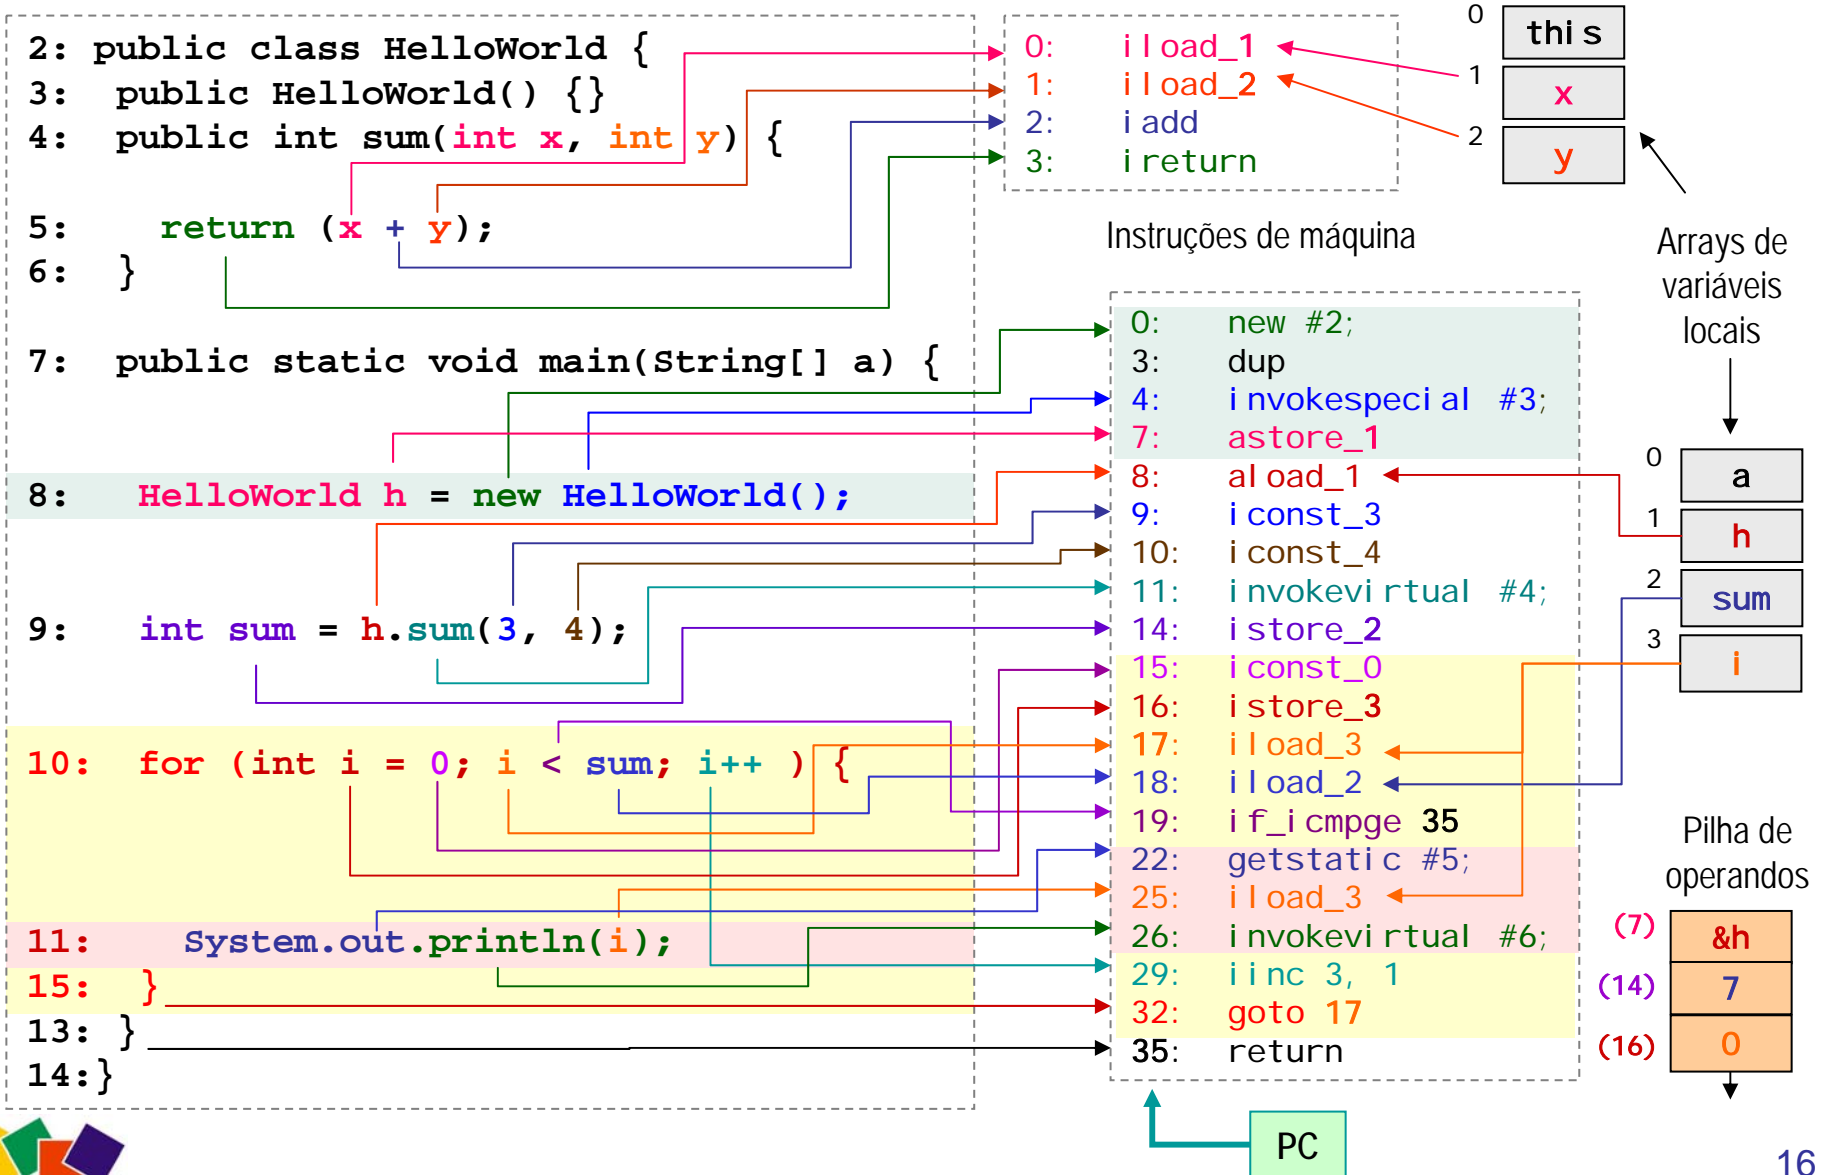 2: public class HelloWorld {
3: public HelloWorld() {}
4: public int sum(int x, int y) {
5: return (x + y);
6: }
7: public static void main(String[] a) {
8: HelloWorld h = new HelloWorld();
9: int sum = h.sum(3, 4);
10: for (int i = 0; i < sum; i++ ) {
11: System.out.println(i);
15: }
13: }
14:}
0: iload_1
1: iload_2
2: iadd
3: ireturn
Instruções de máquina
0: new #2;
3: dup
4: invokespecial #3;
7: astore_1
8: aload_1
9: iconst_3
10: iconst_4
11: invokevirtual #4;
14: istore_2
15: iconst_0
16: istore_3
17: iload_3
18: iload_2
19: if_icmpge 35
22: getstatic #5;
25: iload_3
26: invokevirtual #6;
29: iinc 3, 1
32: goto 17
35: return
PC
0 this
1 x
2 y
Arrays de
variáveis
locais
0 a
1 h
2 sum
3 i
Pilha de
operandos
(7) &h
(14) 7
(16) 0
16